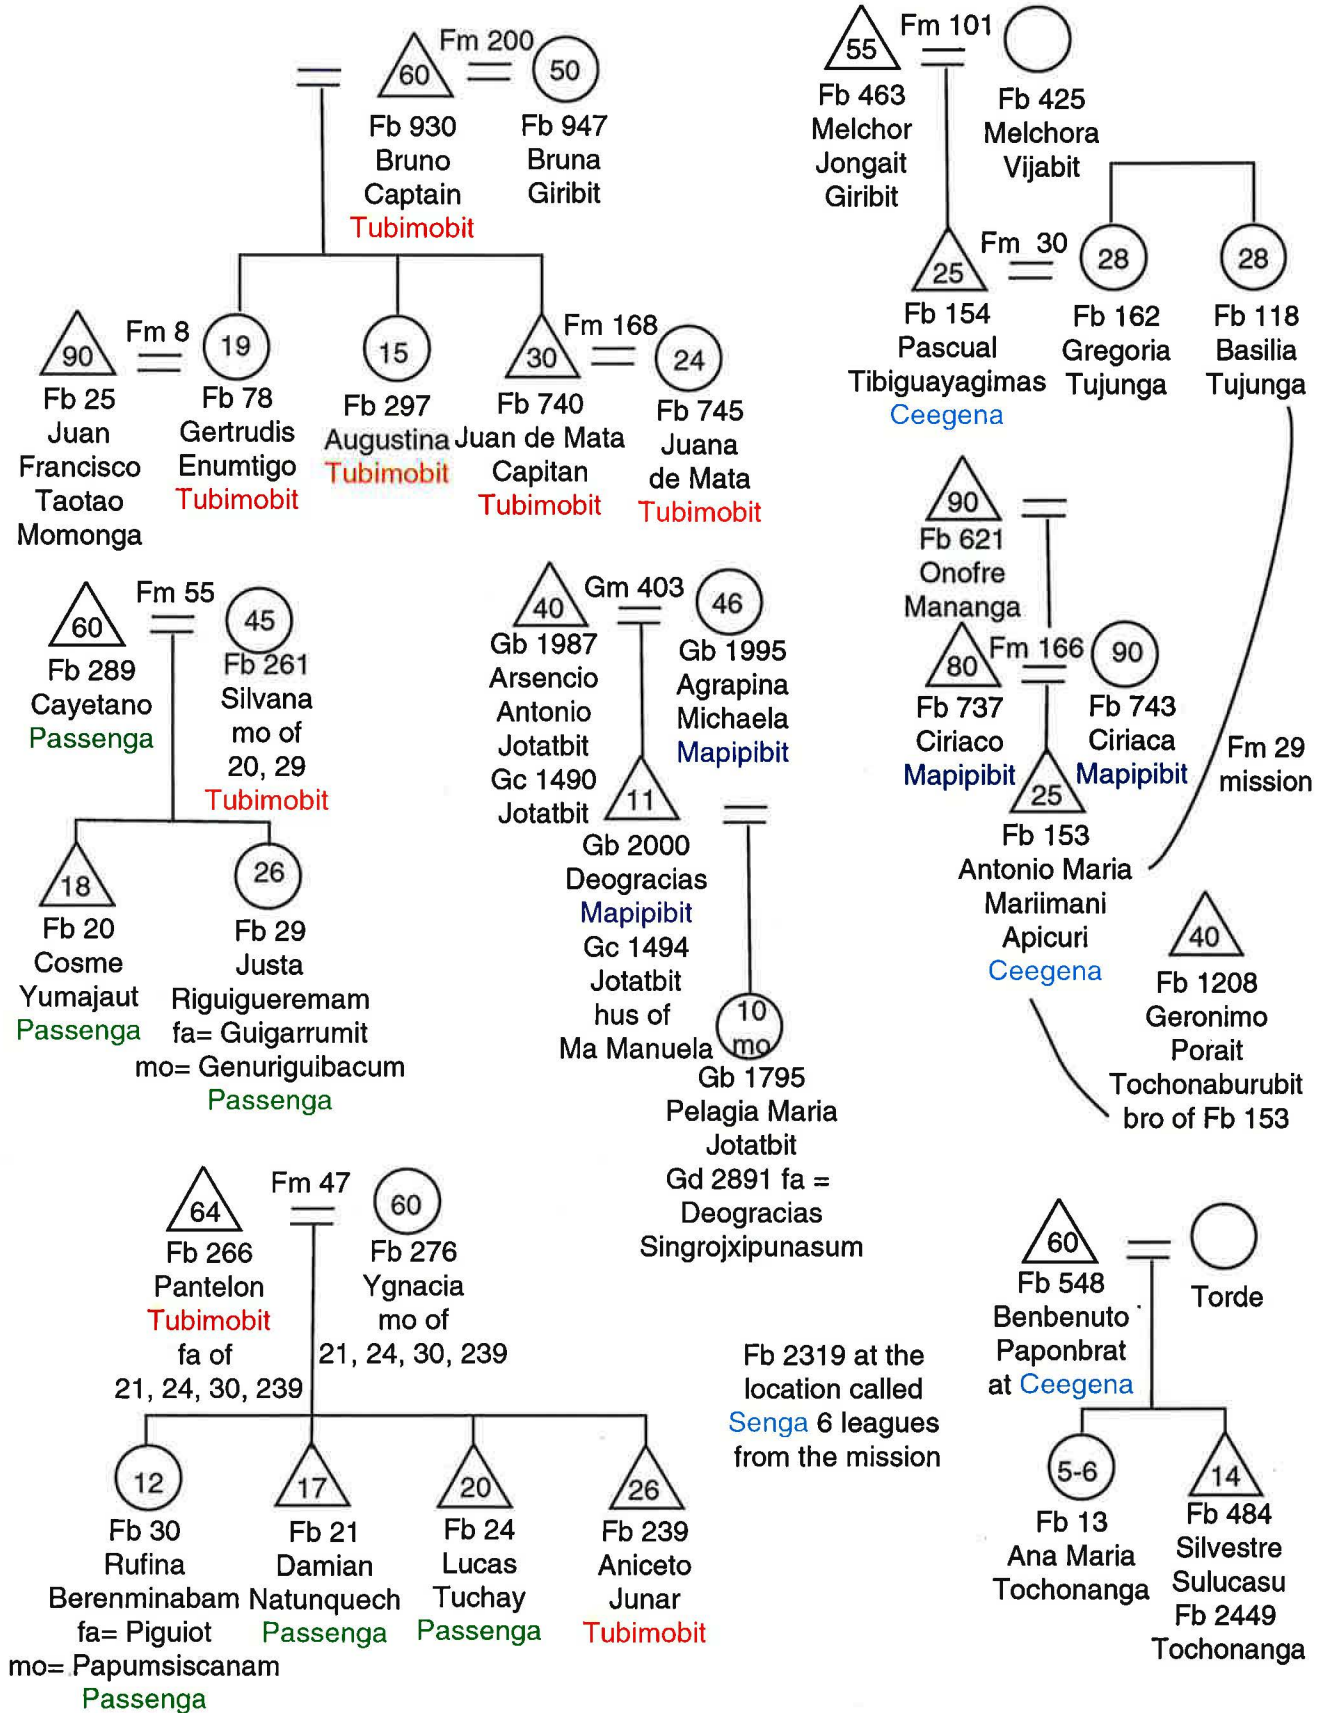 60
Fm 200
50
Fb 930
Bruno
Captain
Tubimobit
Fb 947
Bruna
Giribit
55
Fm 101
Fb 463
Melchor
Jongait
Giribit
Fb 425
Melchora
Vijabit
90
Fm 8
19
15
30
Fm 168
24
Fb 25
Juan
Francisco
Taotao
Momonga
Fb 78
Gertrudis
Enumtigo
Tubimobit
Fb 297
Augustina
Tubimobit
Fb 740
Juan de Mata
Capitan
Tubimobit
Fb 745
Juana
de Mata
Tubimobit
25
Fm 30
28
28
Fb 154
Pascual
Tibiguayagimas
Ceegena
Fb 162
Gregoria
Tujunga
Fb 118
Basilia
Tujunga
60
Fm 55
45
Fb 289
Cayetano
Passenga
Fb 261
Silvana
mo of
20, 29
Tubimobit
18
26
Fb 20
Cosme
Yumajaut
Passenga
Fb 29
Justa
Riguigueremam
fa= Guigarrumit
mo= Genuriguibacum
Passenga
40
Gm 403
46
Gb 1987
Arsencio
Antonio
Jotatbit
Gc 1490
Jotatbit
Gb 1995
Agrapina
Michaela
Mapipibit
11
Gb 2000
Deogracias
Mapipibit
Gc 1494
Jotatbit
hus of
Ma Manuela
10
mo
Gb 1795
Pelagia Maria
Jotatbit
Gd 2891 fa =
Deogracias
Singrojxipunasum
90
Fb 621
Onofre
Mananga
80
Fm 166
90
Fb 737
Ciriaco
Mapipibit
Fb 743
Ciriaca
Mapipibit
Fm 29
mission
25
Fb 153
Antonio Maria
Mariimani
Apicuri
Ceegena
40
Fb 1208
Geronimo
Porait
Tochonaburubit
bro of Fb 153
64
Fm 47
60
Fb 266
Pantelon
Tubimobit
fa of
21, 24, 30, 239
Fb 276
Ygnacia
mo of
21, 24, 30, 239
12
17
20
26
Fb 30
Rufina
Berenminabam
fa= Piguiot
mo= Papumsiscanam
Passenga
Fb 21
Damian
Natunquech
Passenga
Fb 24
Lucas
Tuchay
Passenga
Fb 239
Aniceto
Junar
Tubimobit
Fb 2319 at the
location called
Senga 6 leagues
from the mission
60
Fb 548
Benbenuto
Paponbrat
at Ceegena
Torde
5-6
14
Fb 13
Ana Maria
Tochonanga
Fb 484
Silvestre
Sulucasu
Fb 2449
Tochonanga